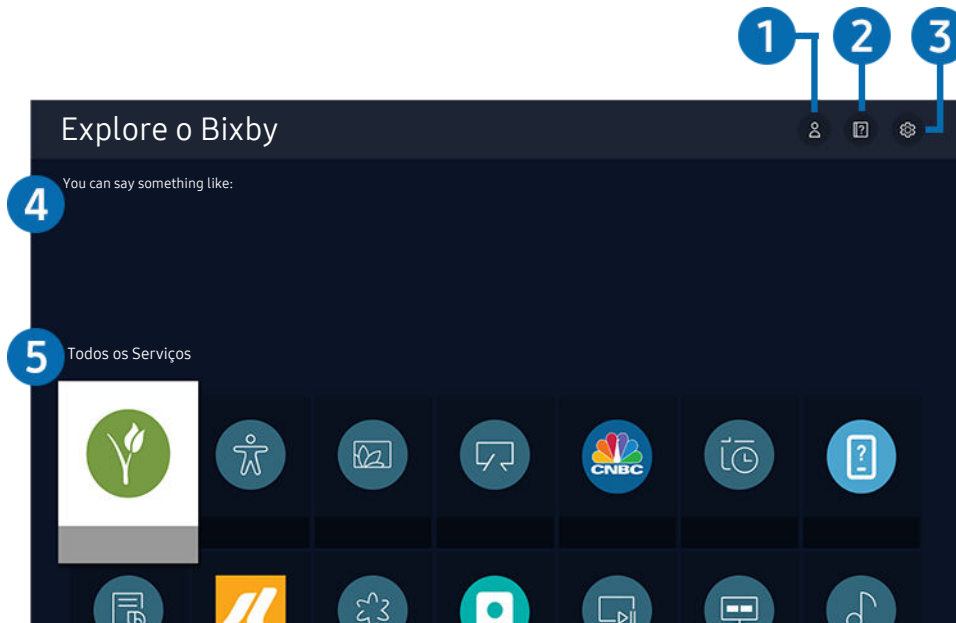 1 2 3
Explore o Bixby
You can say something like:
4
5
Todos os Serviços
CNBC